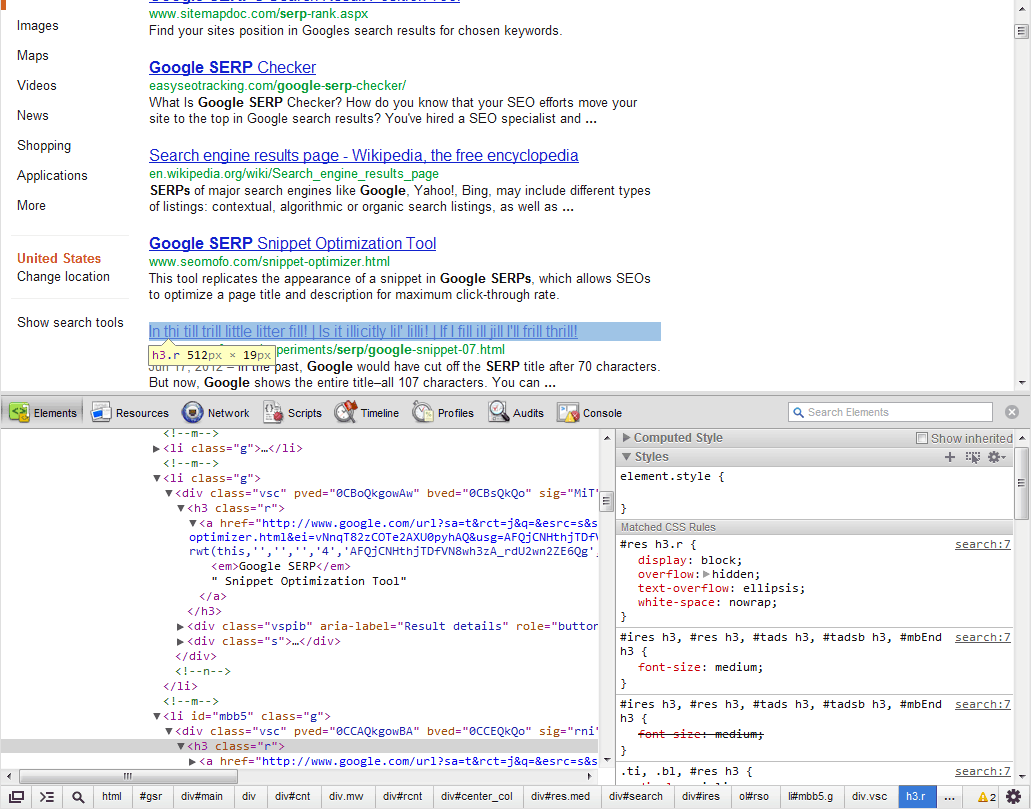 Google SERP's Search Result Position Tool
www.sitemapdoc.com/serp-rank.aspx
Find your sites position in Googles search results for chosen keywords.
Images
Maps
Videos
News
Shopping
Applications
More
United States
Change location
Show search tools
Google SERP Checker
easyseotracking.com/google-serp-checker/
What Is Google SERP Checker? How do you know that your SEO efforts move your
site to the top in Google search results? You've hired a SEO specialist and ...
Search engine results page - Wikipedia, the free encyclopedia
en.wikipedia.org/wiki/Search_engine_results_page
SERPs of major search engines like Google, Yahoo!, Bing, may include different types
of listings: contextual, algorithmic or organic search listings, as well as ...
Google SERP Snippet Optimization Tool
www.seomofo.com/snippet-optimizer.html
This tool replicates the appearance of a snippet in Google SERPs, which allows SEOs
to optimize a page title and description for maximum click-through rate.
In thi till trill little litter fill! | Is it illicitly lil' lilli! | If I fill ill jill I'll frill thrill!
h3.r 512px × 19px
periments/serp/google-snippet-07.html
Jun 17, 2012 – In the past, Google would have cut off the SERP title after 70 characters.
But now, Google shows the entire title–all 107 characters. You can ...
Elements Resources Network Scripts Timeline Profiles Audits Console Search Elements
<!--m-->
▶<li class="g">…</li>
<!--m-->
▼<li class="g">
▼<div class="vsc" pved="0CBoQkgowAw" bved="0CBsQkQo" sig="MiT"
▼<h3 class="r">
▼<a href="http://www.google.com/url?sa=t&rct=j&q=&esrc=s&s
optimizer.html&ei=vNnqT82zCOTe2AXU0pyhAQ&usg=AFQjCNHthjTDfV
rwt(this,'','','','4','AFQjCNHthjTDfVN8wh3zA_rdU2wn2ZE6Qg',
<em>Google SERP</em>
" Snippet Optimization Tool"
</a>
</h3>
▶<div class="vspib" aria-label="Result details" role="button
▶<div class="s">…</div>
</div>
<!--n-->
</li>
<!--m-->
▼<li id="mbb5" class="g">
▼<div class="vsc" pved="0CCAQkgowBA" bved="0CCEQkQo" sig="rni'
▼<h3 class="r">
▶<a href="http://www.google.com/url?sa=t&rct=j&q=&esrc=s&s
▶ Computed Style Show inherited
▼ Styles
element.style {
}
Matched CSS Rules
#res h3.r { search:7
display: block;
overflow:▶hidden;
text-overflow: ellipsis;
white-space: nowrap;
}
#ires h3, #res h3, #tads h3, #tadsb h3, #mbEnd search:7
h3 {
font-size: medium;
}
#ires h3, #res h3, #tads h3, #tadsb h3, #mbEnd search:7
h3 {
font-size: medium;
}
.ti, .bl, #res h3 { search:7
html #gsr div#main div div#cnt div.mw div#rcnt div#center_col div#res.med div#search div#ires ol#rso li#mbb5.g div.vsc h3.r ... 2